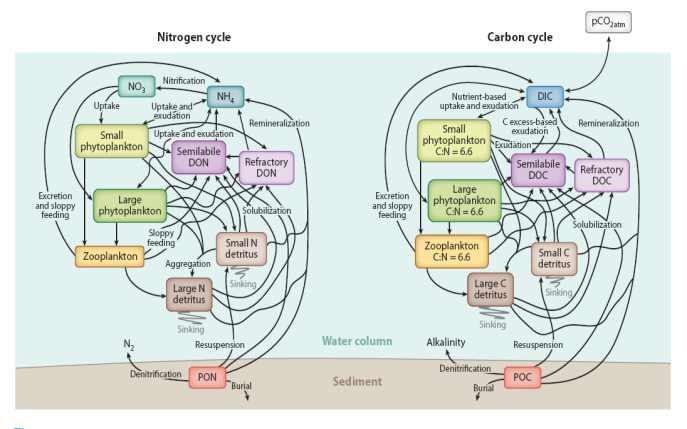 pCO2atm
Nitrogen cycle
Carbon cycle
NO3
Nitrification
NH4
Uptake
Uptake and
exudation
Remineralization
Small
phytoplankton
Uptake and exudation
Semilabile
DON
Refractory
DON
Large
phytoplankton
Excretion
and sloppy
feeding
Solubilization
Sloppy
feeding
Small N
detritus
Zooplankton
Aggregation
Sinking
Large N
detritus
Sinking
N2
Resuspension
Denitrification
PON
Burial
DIC
Nutrient-based
uptake and exudation
C excess-based
exudation
Remineralization
Small
phytoplankton
C:N = 6.6
Exudation
Semilabile
DOC
Refractory
DOC
Large
phytoplankton
C:N = 6.6
Excretion
and sloppy
feeding
Solubilization
Zooplankton
C:N = 6.6
Small C
detritus
Sinking
Large C
detritus
Sinking
Water column
Alkalinity
Resuspension
Denitrification
POC
Burial
Sediment